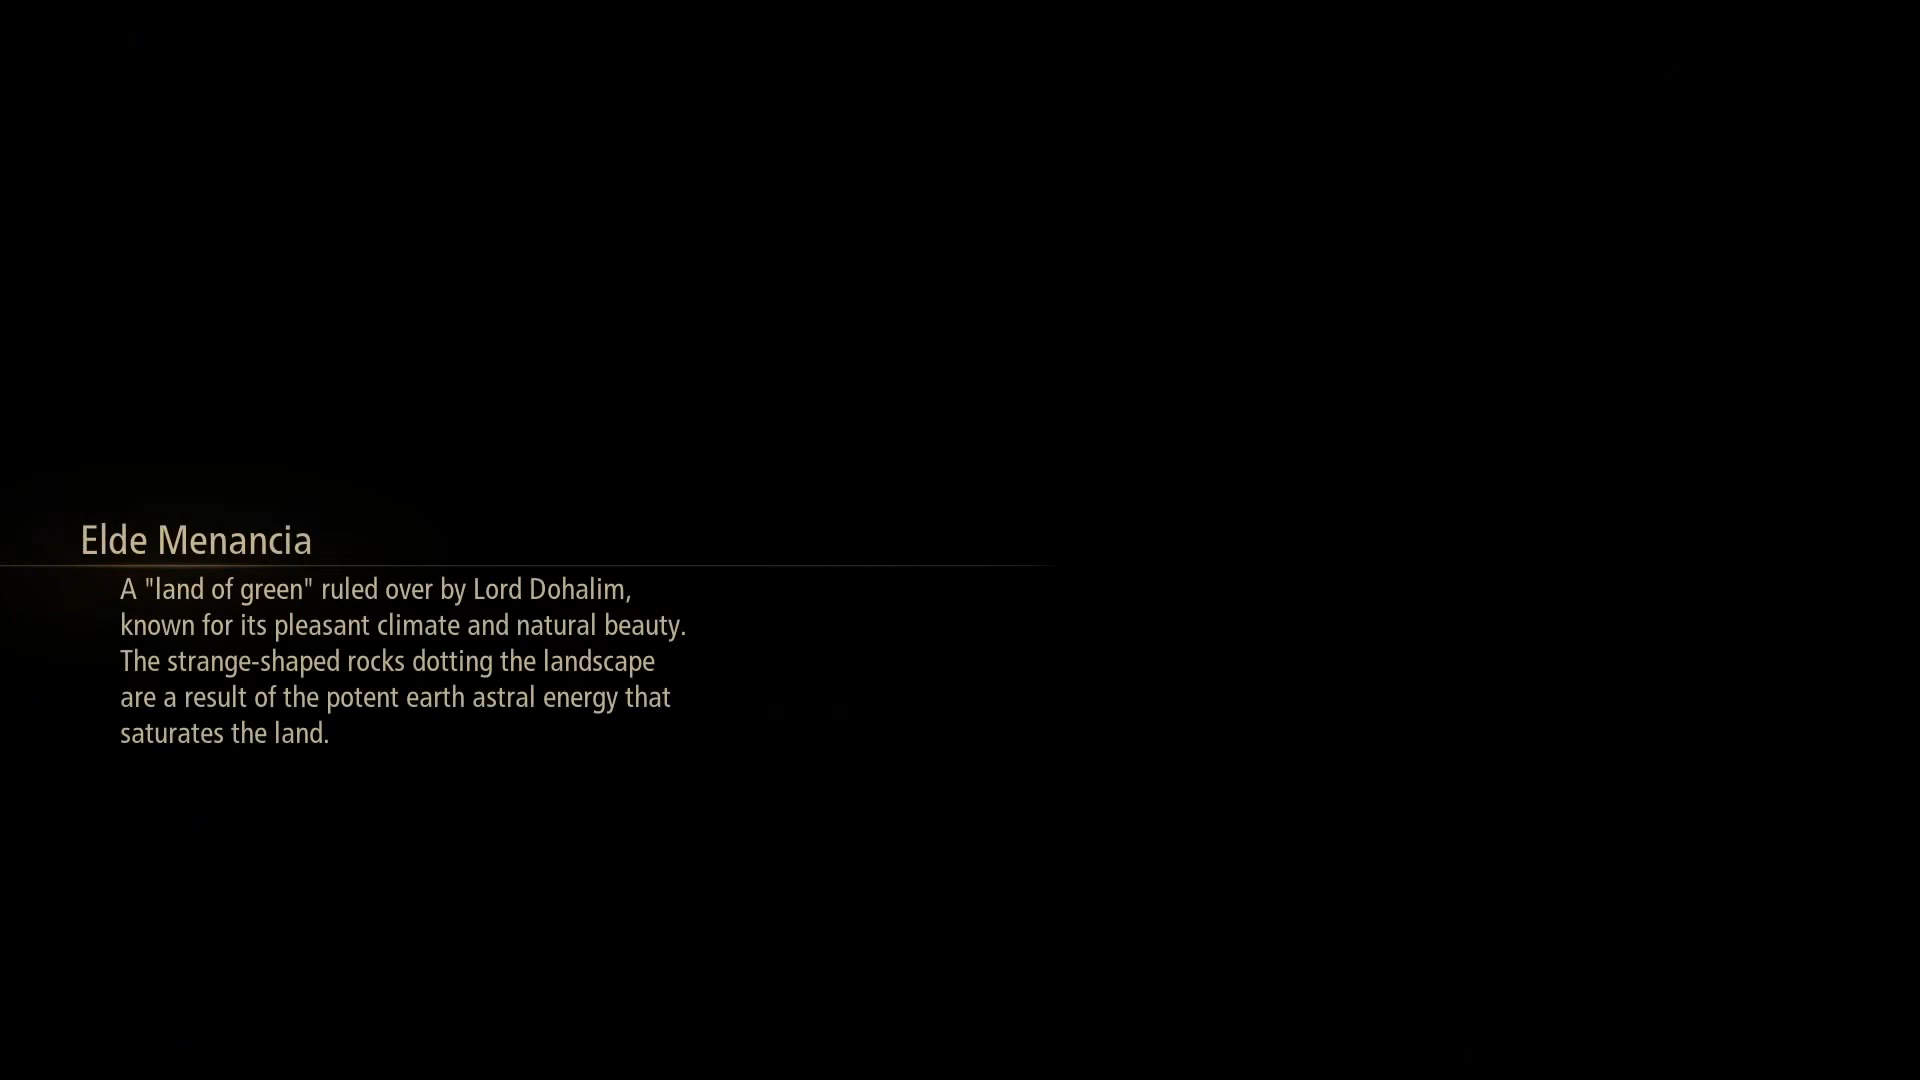 Elde Menancia
A "land of green" ruled over by Lord Dohalim,
known for its pleasant climate and natural beauty.
The strange-shaped rocks dotting the landscape
are a result of the potent earth astral energy that
saturates the land.